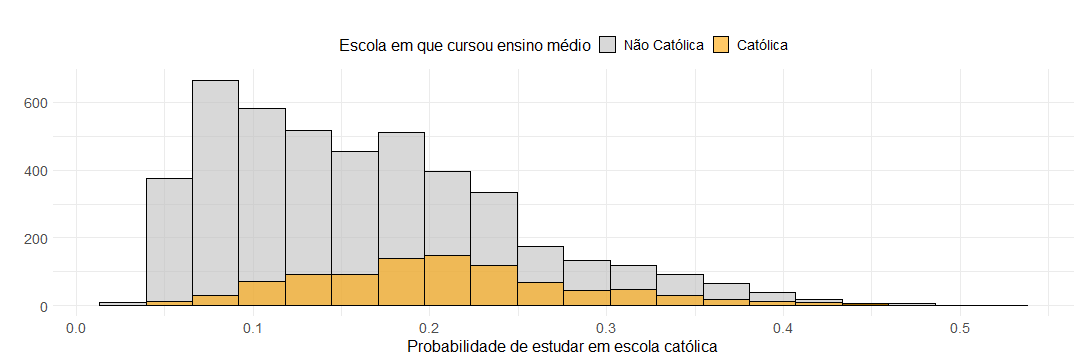 Escola em que cursou ensino médio Não Católica Católica
600
400
200
0
0.0 0.1 0.2 0.3 0.4 0.5
Probabilidade de estudar em escola católica